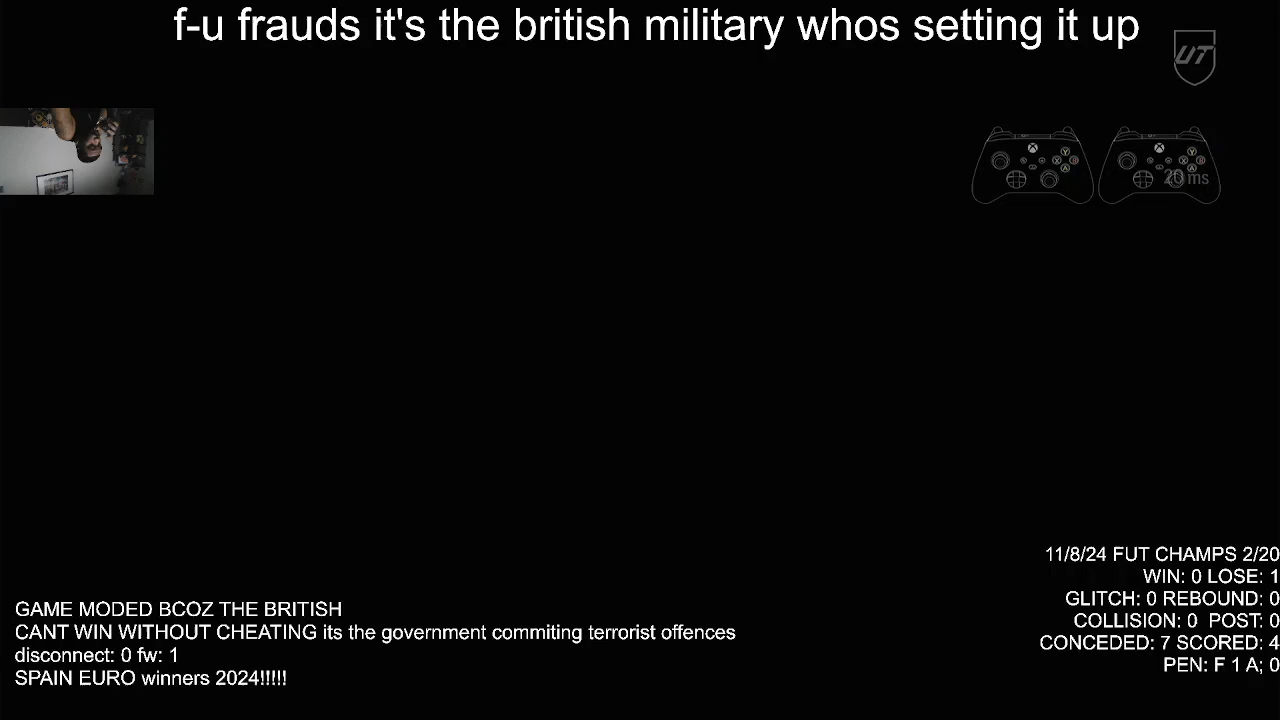 f-u frauds it's the british military whos setting it up
UT
20 ms
11/8/24 FUT CHAMPS 2/20
WIN: 0 LOSE: 1
GLITCH: 0 REBOUND: 0
COLLISION: 0 POST: 0
CONCEDED: 7 SCORED: 4
PEN: F 1 A; 0
GAME MODED BCOZ THE BRITISH
CANT WIN WITHOUT CHEATING its the government commiting terrorist offences
disconnect: 0 fw: 1
SPAIN EURO winners 2024!!!!!